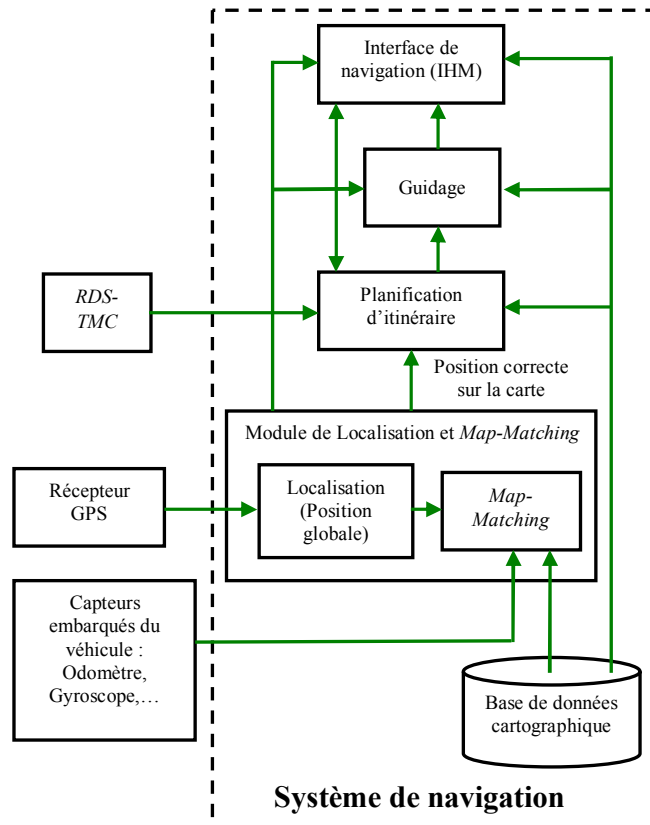 Interface de
navigation (IHM)
Guidage
RDS-
TMC
Planification
d'itinéraire
Position correcte
sur la carte
Module de Localisation et Map-Matching
Récepteur
GPS
Localisation
(Position
globale)
Map-
Matching
Capteurs
embarqués du
véhicule :
Odomètre,
Gyroscope,…
Base de données
cartographique
Système de navigation